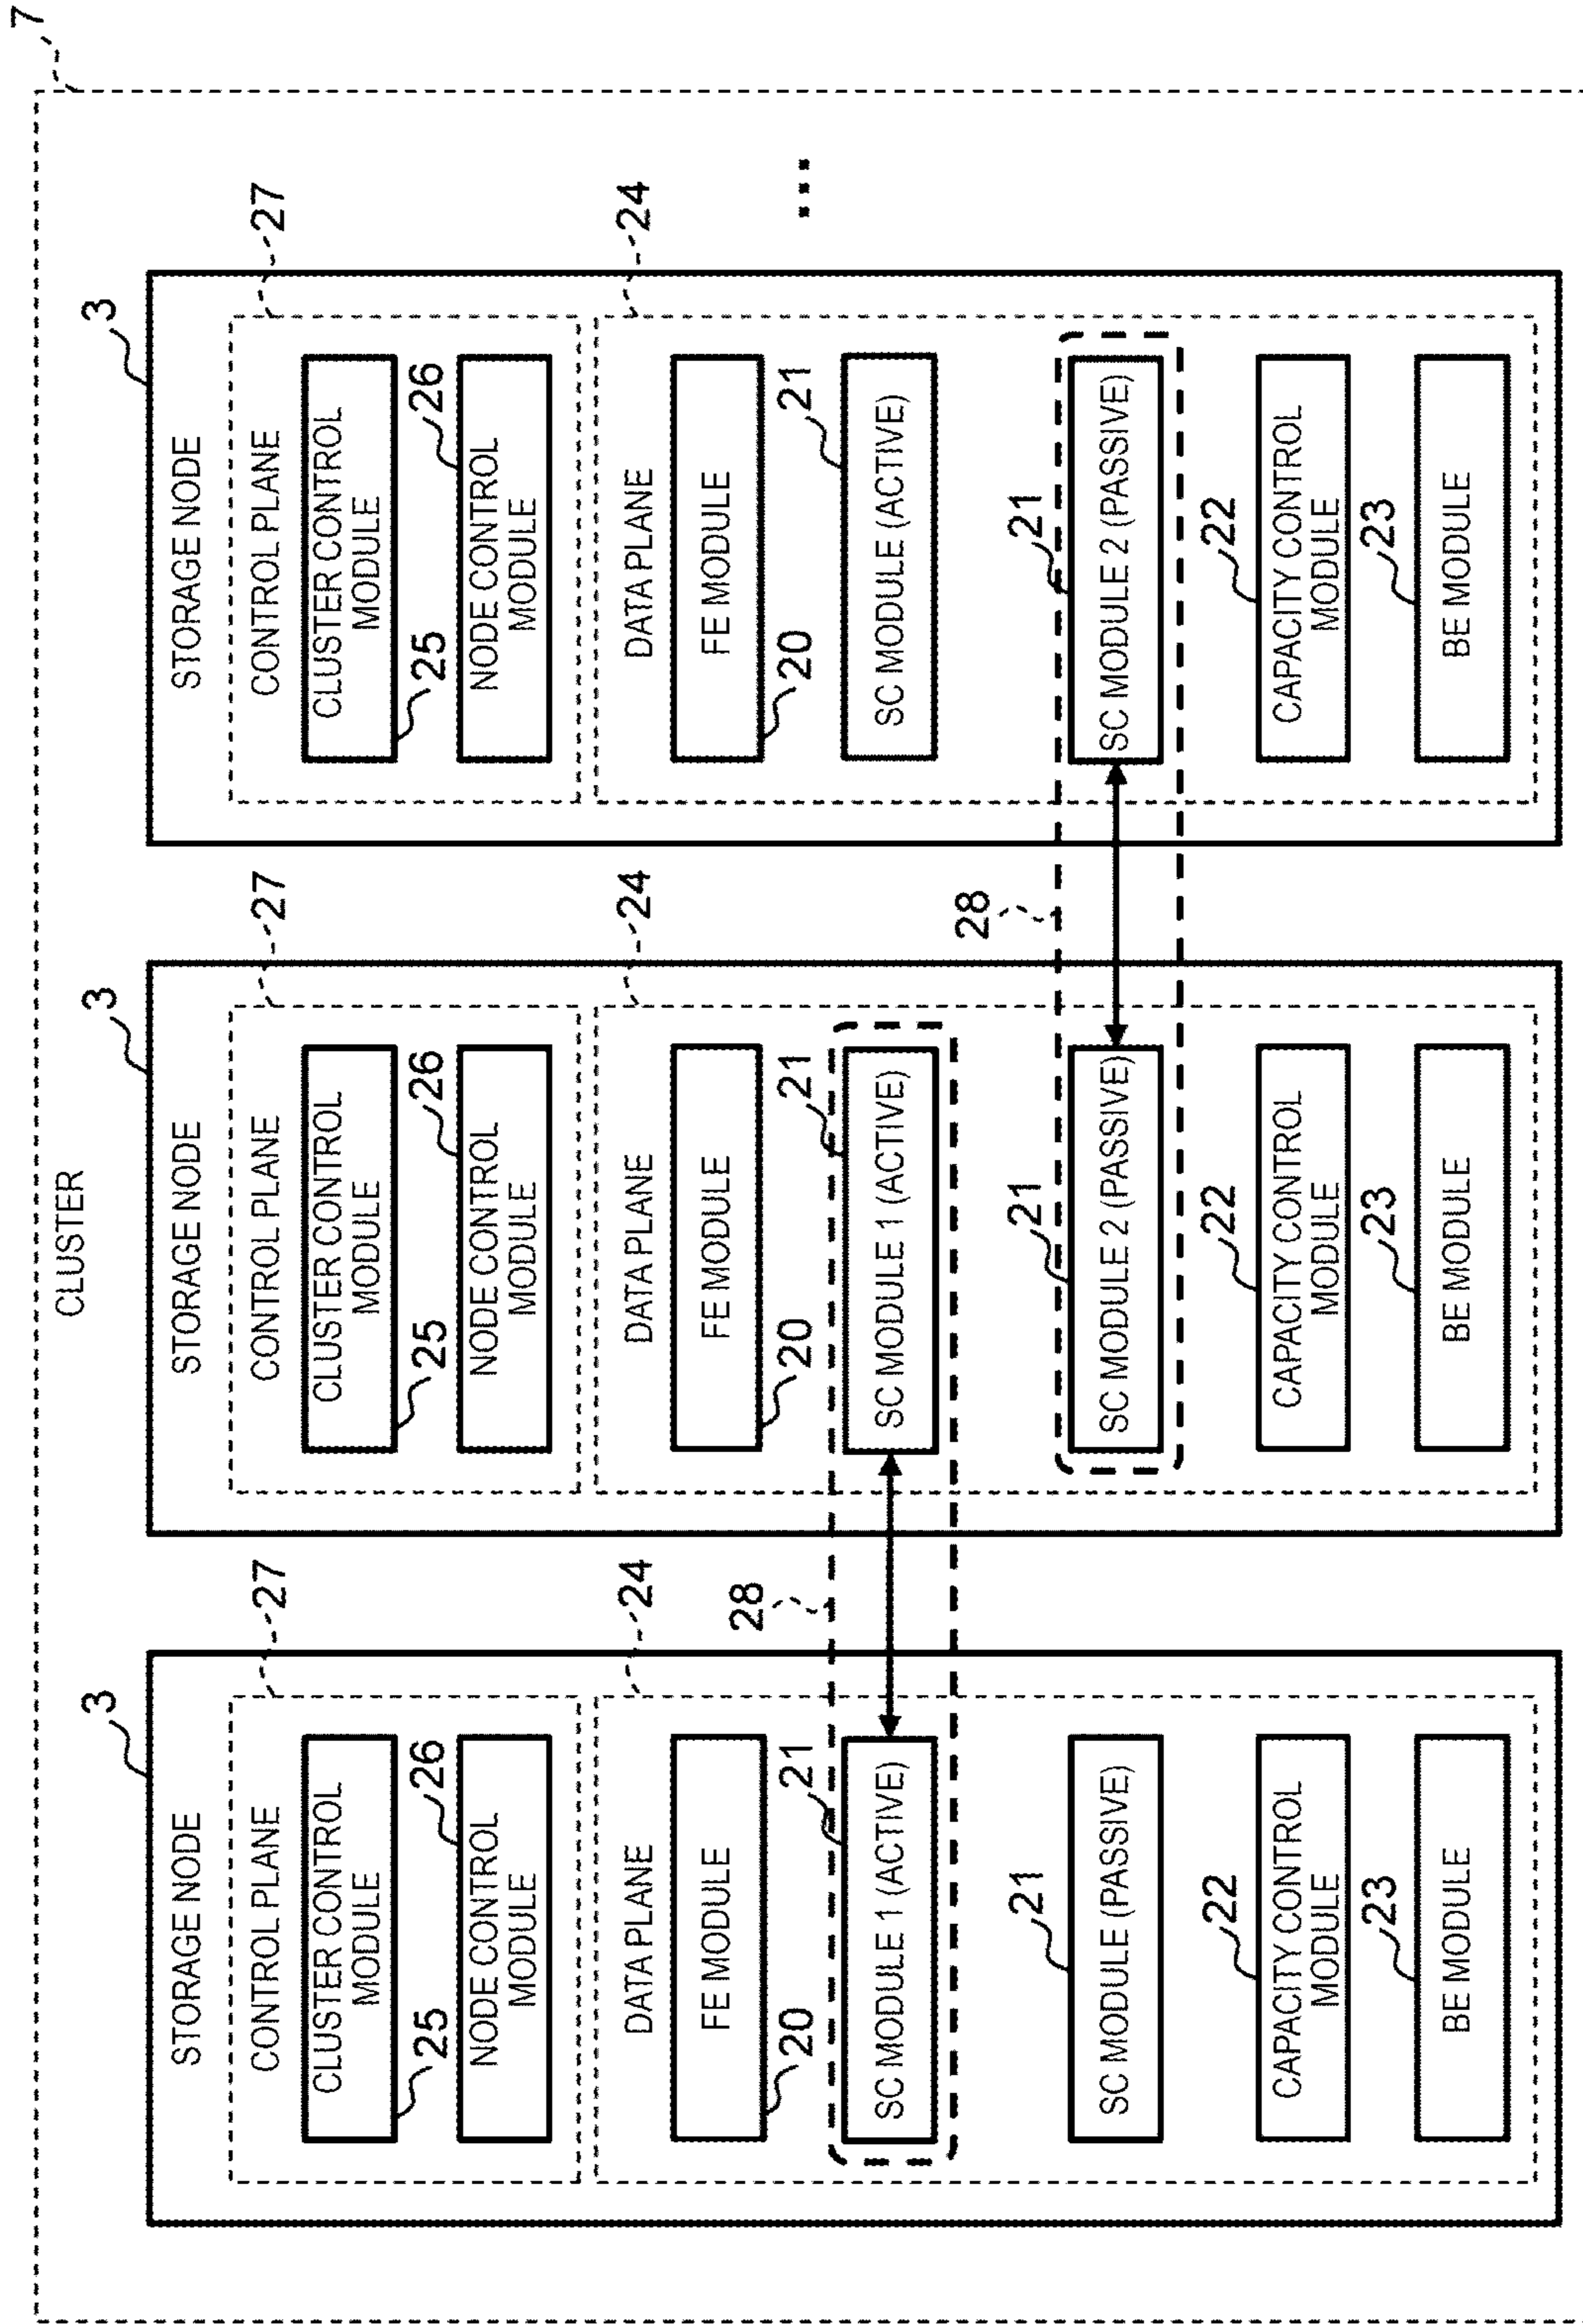 7
CLUSTER
3
STORAGE NODE
27
CONTROL PLANE
CLUSTER CONTROL
MODULE
25
26
NODE CONTROL
MODULE
24
DATA PLANE
FE MODULE
20
21
SC MODULE 1 (ACTIVE)
21
SC MODULE (PASSIVE)
22
CAPACITY CONTROL
MODULE
23
BE MODULE
28
3
STORAGE NODE
27
CONTROL PLANE
CLUSTER CONTROL
MODULE
25
26
NODE CONTROL
MODULE
24
DATA PLANE
FE MODULE
20
21
SC MODULE 1 (ACTIVE)
21
SC MODULE 2 (PASSIVE)
22
CAPACITY CONTROL
MODULE
23
BE MODULE
28
3
STORAGE NODE
27
CONTROL PLANE
CLUSTER CONTROL
MODULE
25
26
NODE CONTROL
MODULE
24
DATA PLANE
FE MODULE
20
21
SC MODULE (ACTIVE)
21
SC MODULE 2 (PASSIVE)
22
CAPACITY CONTROL
MODULE
23
BE MODULE
...